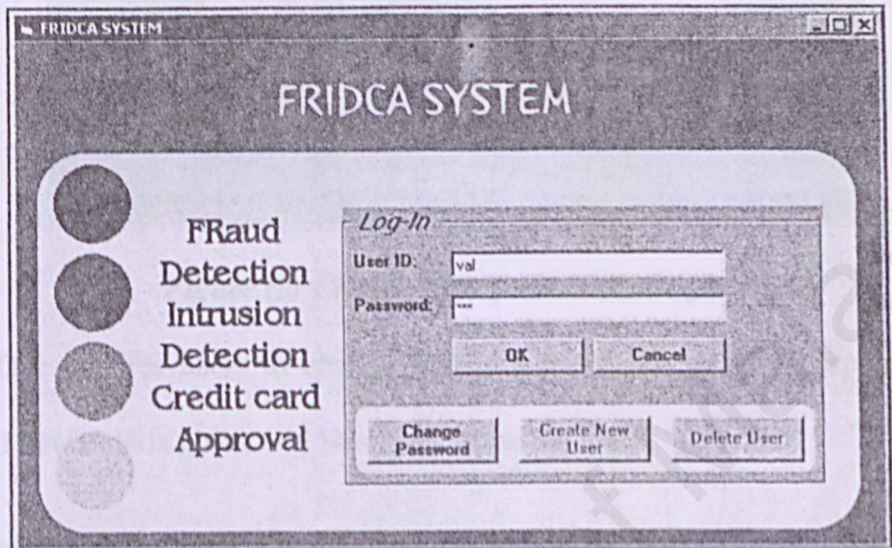 FRIDCA SYSTEM
FRIDCA SYSTEM
FRaud
Detection
Intrusion
Detection
Credit card
Approval
Log-In
User ID:
val
Password:
***
OK
Cancel
Change
Password
Create New
User
Delete User